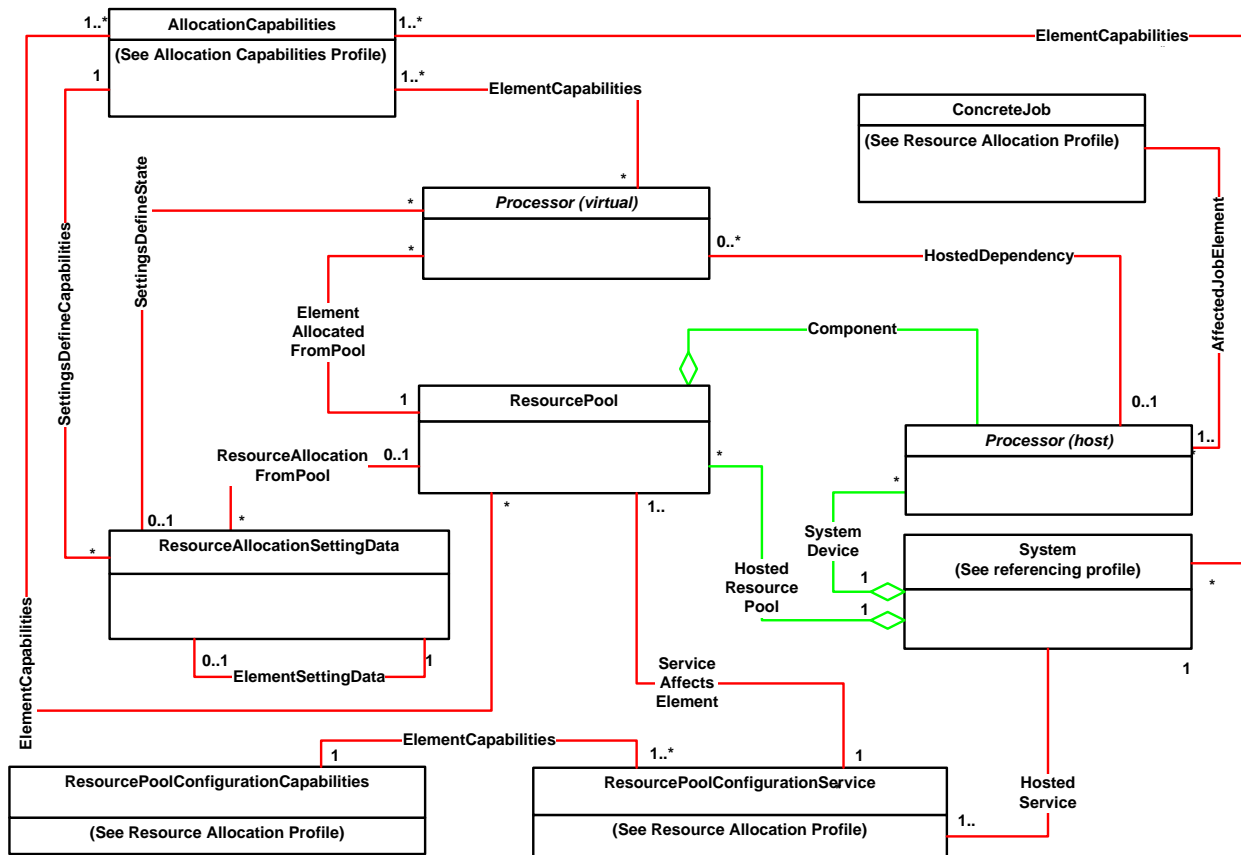 1..*
AllocationCapabilities
1..*
ElementCapabilities
*
(See Allocation Capabilities Profile)
1
1..*
ElementCapabilities
*
ConcreteJob
(See Resource Allocation Profile)
SettingsDefineCapabilities
SettingsDefineState
*
Processor (virtual)
*
0..*
HostedDependency
AffectedJobElement
Element
Allocated
FromPool
Component
1
ResourcePool
0..1
ResourceAllocation
FromPool
0..1
*
Processor (host)
1..
*
*
System
Device
0..1
*
*
1..
*
ResourceAllocationSettingData
System
(See referencing profile)
*
1
1
Hosted
Resource
Pool
0..1
1
ElementSettingData
1
ElementCapabilities
Service
Affects
Element
ElementCapabilities
1
1..*
1
ResourcePoolConfigurationCapabilities
(See Resource Allocation Profile)
ResourcePoolConfigurationService
(See Resource Allocation Profile)
1..
Hosted
Service